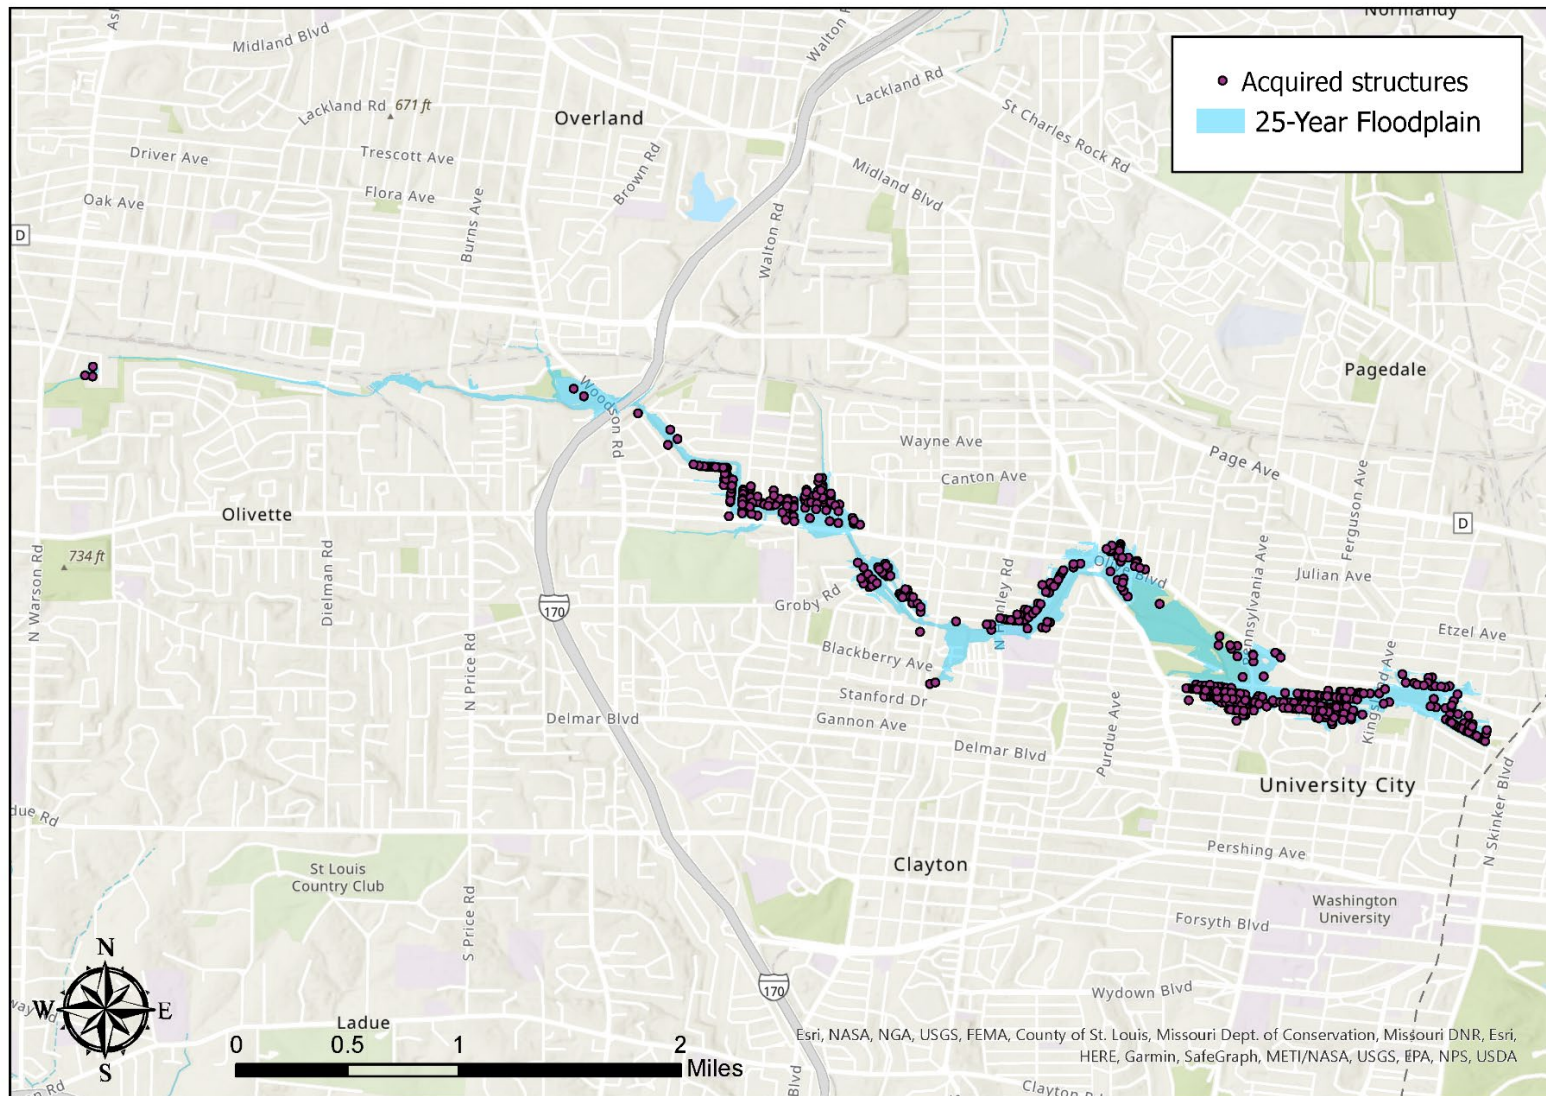 Normandy
Midland Blvd
Lackland Rd
671 ft
Overland
Lackland Rd
St Charles Rock Rd
Acquired structures
25-Year Floodplain
Driver Ave
Trescott Ave
Oak Ave
Flora Ave
Burns Ave
Brown Rd
Walton Rd
Midland Blvd
D
Woodson Rd
Pagedale
Wayne Ave
Canton Ave
Page Ave
Ferguson Ave
D
Olivette
734 ft
N Warson Rd
Dielman Rd
170
Groby Rd
Olive Blvd
Pennsylvania Ave
Julian Ave
Etzel Ave
N Price Rd
Blackberry Ave
Stanford Dr
Gannon Ave
Delmar Blvd
Delmar Blvd
Purdue Ave
University City
N Skinker Blvd
Clayton
Pershing Ave
St Louis
Country Club
S Price Rd
Washington
University
Forsyth Blvd
170
Wydown Blvd
N
W
E
S
Ladue
0
0.5
1
2
Miles
Blvd
Esri, NASA, NGA, USGS, FEMA, County of St. Louis, Missouri Dept. of Conservation, Missouri DNR, Esri,
HERE, Garmin, SafeGraph, METI/NASA, USGS, EPA, NPS, USDA